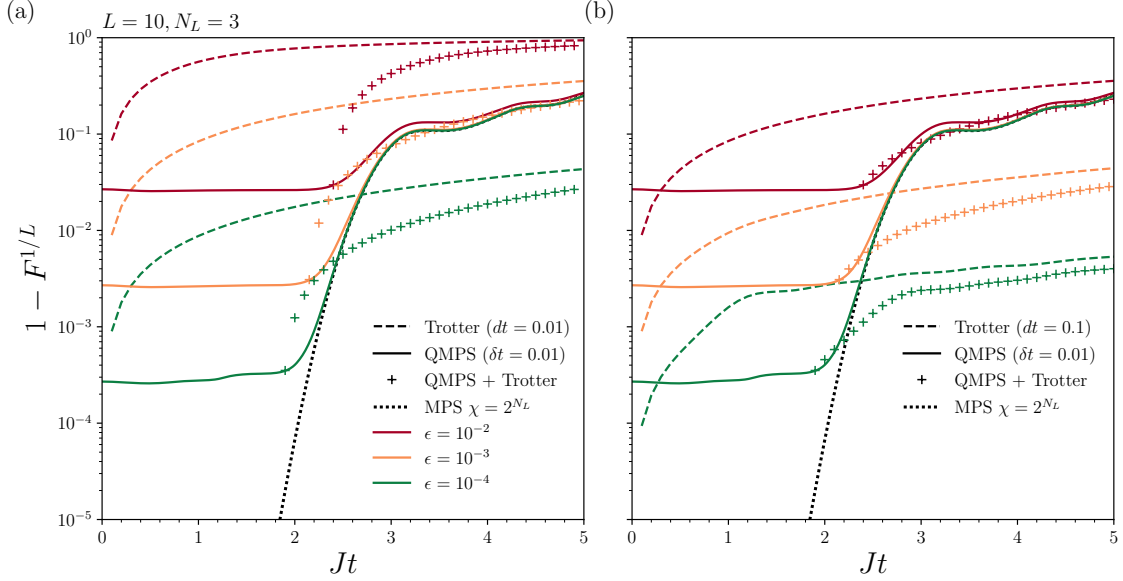 (a)
L = 10, N_L = 3
(b)
1 − F^{1/L}
10^0
10^{-1}
10^{-2}
10^{-3}
10^{-4}
10^{-5}
Trotter (dt = 0.01)
QMPS (δt = 0.01)
QMPS + Trotter
MPS χ = 2^{N_L}
ϵ = 10^{-2}
ϵ = 10^{-3}
ϵ = 10^{-4}
0 1 2 3 4 5
Jt
Trotter (dt = 0.1)
QMPS (δt = 0.01)
QMPS + Trotter
MPS χ = 2^{N_L}
0 1 2 3 4 5
Jt